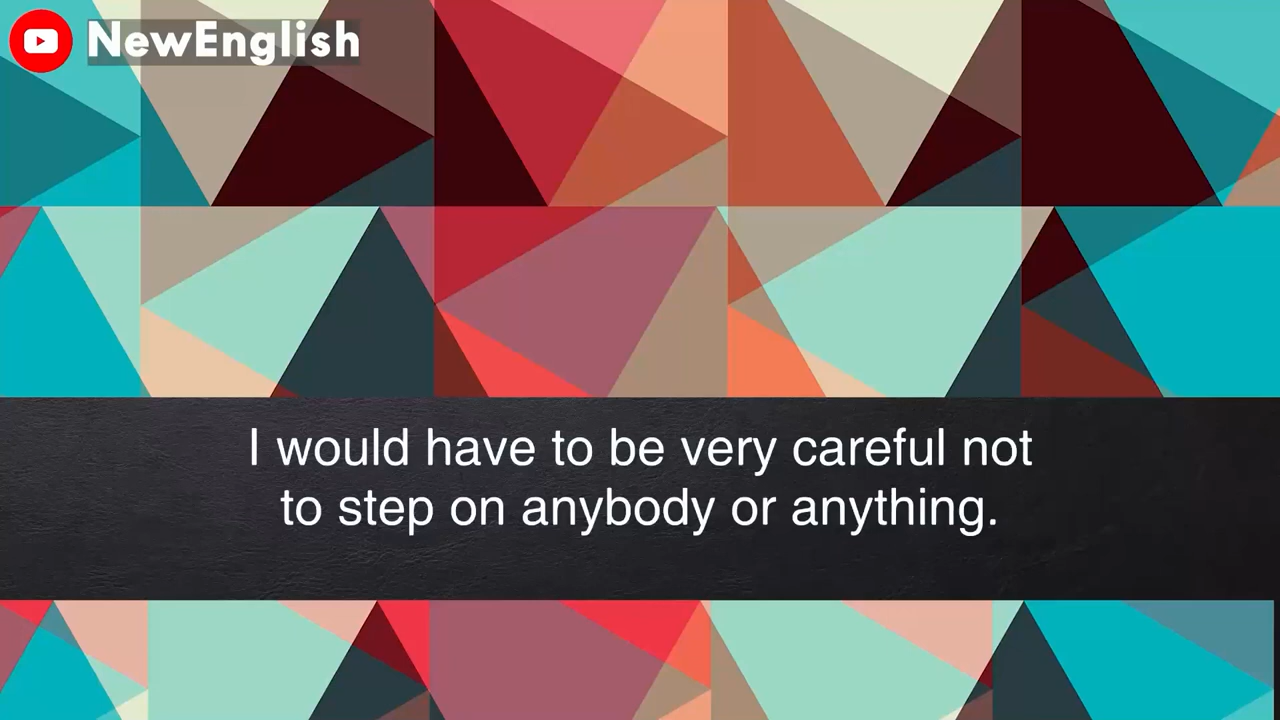 NewEnglish
I would have to be very careful not
to step on anybody or anything.